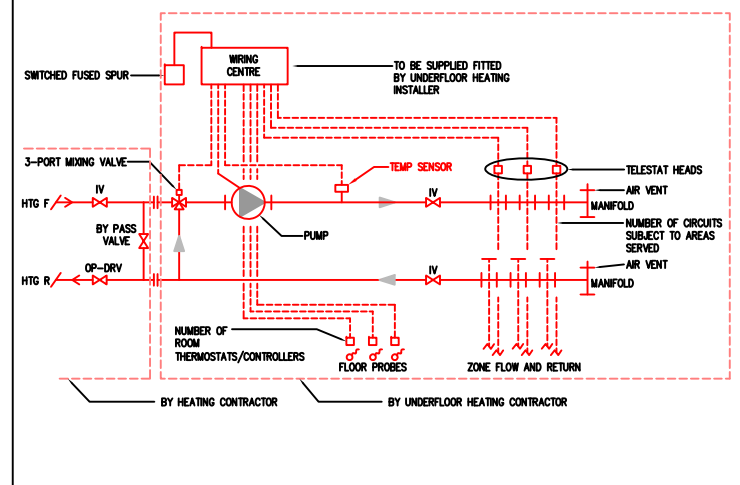 WIRING
CENTRE
SWITCHED FUSED SPUR
TO BE SUPPLIED FITTED
BY UNDERFLOOR HEATING
INSTALLER
3-PORT MIXING VALVE
TEMP SENSOR
TELESTAT HEADS
IV
IV
AIR VENT
HTG F
MANIFOLD
BY PASS
VALVE
PUMP
NUMBER OF CIRCUITS
SUBJECT TO AREAS
SERVED
OP-DRV
IV
AIR VENT
HTG R
MANIFOLD
NUMBER OF
ROOM
THERMOSTATS/CONTROLLERS
FLOOR PROBES
ZONE FLOW AND RETURN
BY HEATING CONTRACTOR
BY UNDERFLOOR HEATING CONTRACTOR